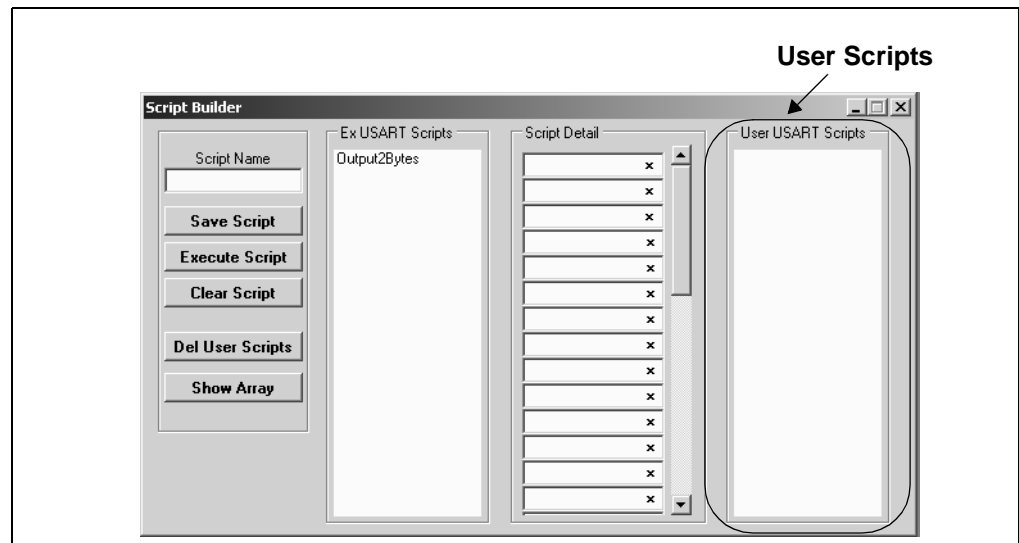 User Scripts
Script Builder
Ex USART Scripts
Script Detail
User USART Scripts
Script Name
Output2Bytes
Save Script
Execute Script
Clear Script
Del User Scripts
Show Array
x
x
x
x
x
x
x
x
x
x
x
x
x
x